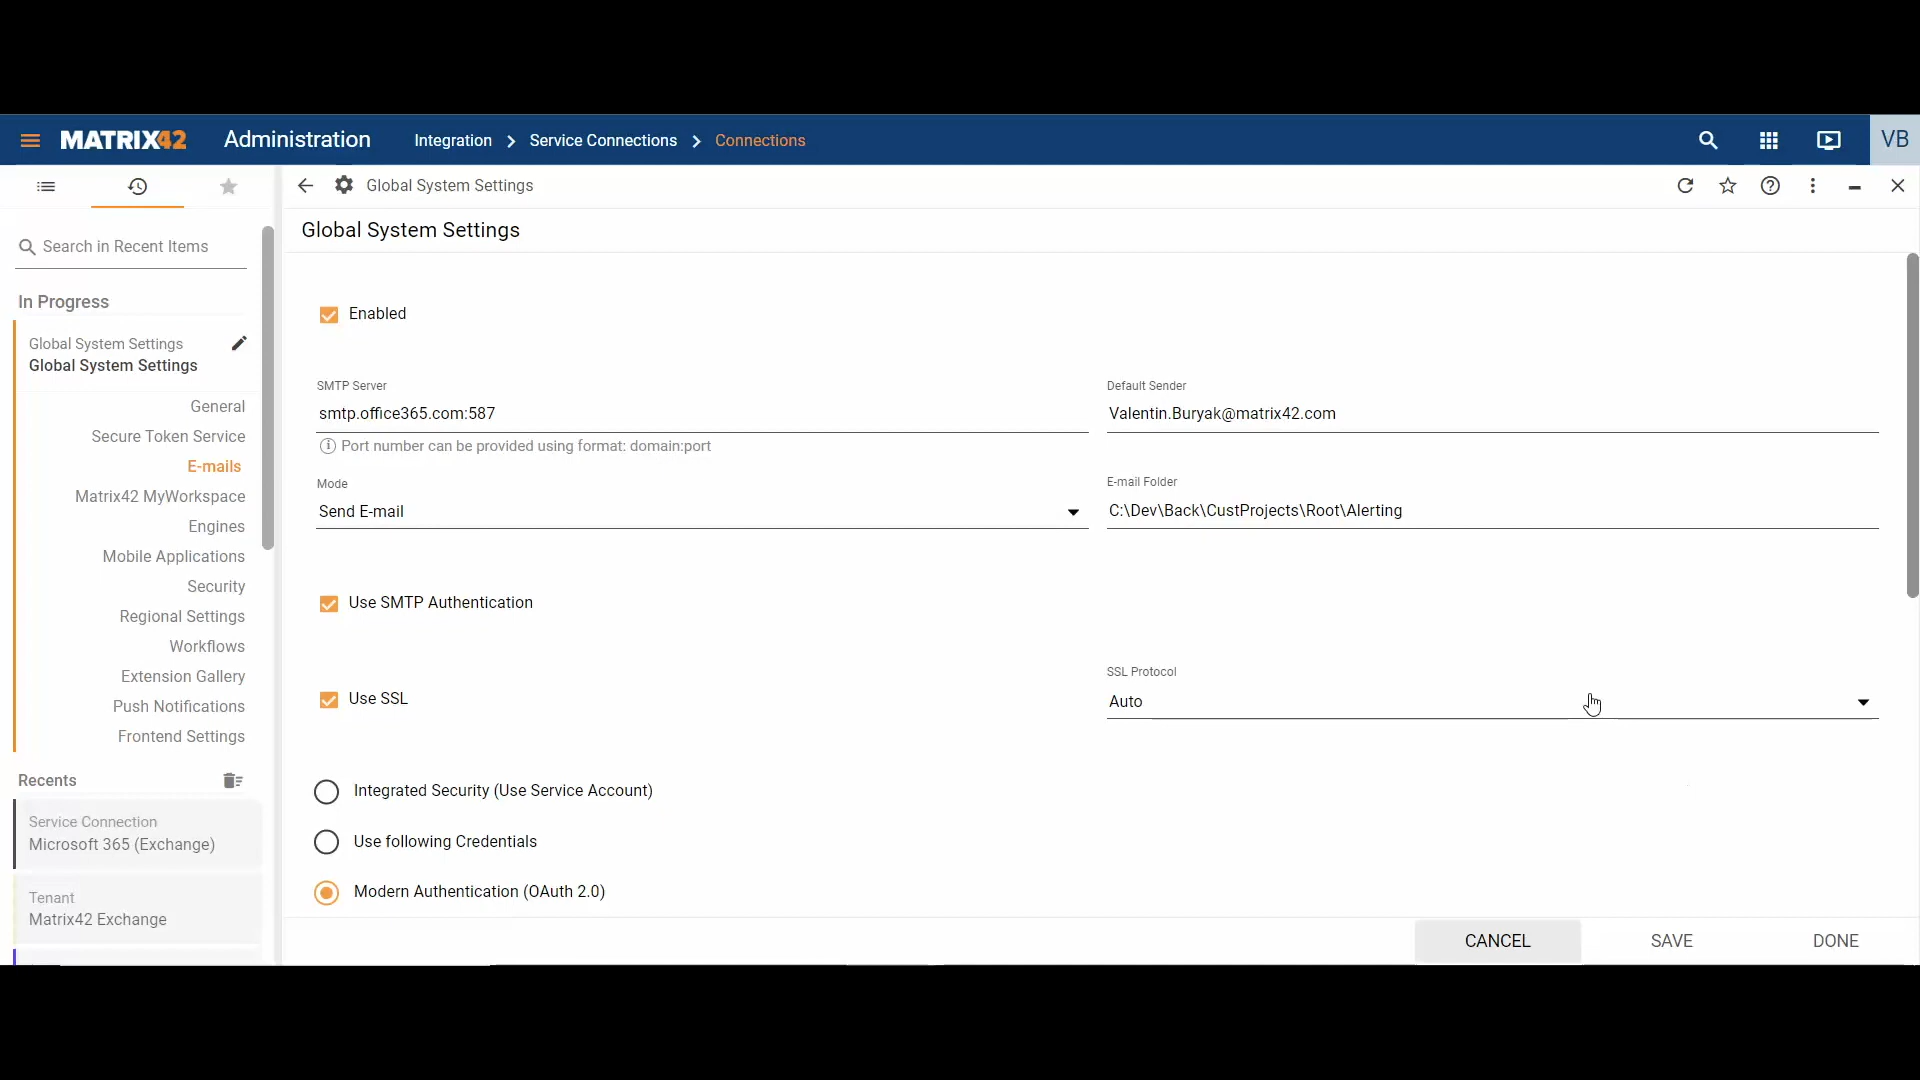 MATRIX42 Administration Integration Service Connections Connections VB
Global System Settings
Global System Settings
Search in Recent Items
In Progress
Global System Settings
Global System Settings
General
Secure Token Service
E-mails
Matrix42 MyWorkspace
Engines
Mobile Applications
Security
Regional Settings
Workflows
Extension Gallery
Push Notifications
Frontend Settings
Recents
Service Connection
Microsoft 365 (Exchange)
Tenant
Matrix42 Exchange
Enabled
SMTP Server
smtp.office365.com:587
Port number can be provided using format: domain:port
Default Sender
Valentin.Buryak@matrix42.com
Mode
Send E-mail
E-mail Folder
C:\Dev\Back\CustProjects\Root\Alerting
Use SMTP Authentication
Use SSL
SSL Protocol
Auto
Integrated Security (Use Service Account)
Use following Credentials
Modern Authentication (OAuth 2.0)
CANCEL SAVE DONE